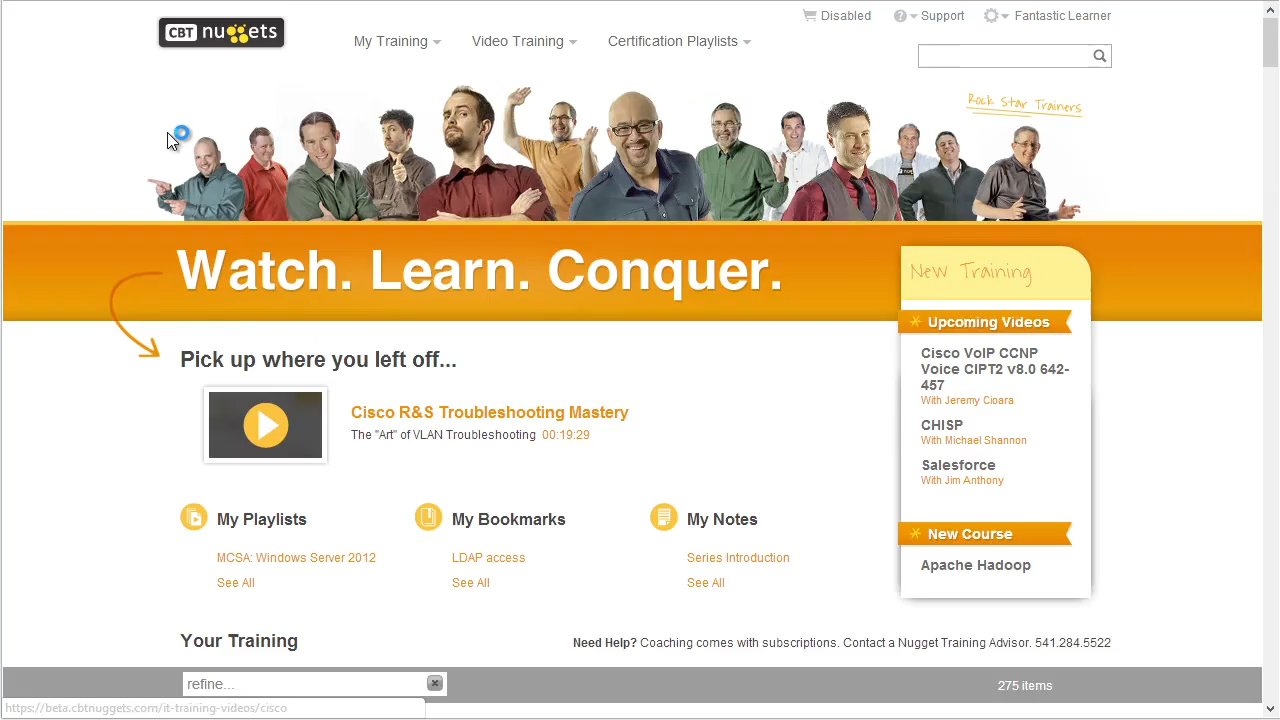 CBT nuggets
My Training
Video Training
Certification Playlists
Disabled
Support
Fantastic Learner
Rock Star Trainers
Watch. Learn. Conquer.
Pick up where you left off...
Cisco R&S Troubleshooting Mastery
The "Art" of VLAN Troubleshooting 00:19:29
My Playlists
MCSA: Windows Server 2012
See All
My Bookmarks
LDAP access
See All
My Notes
Series Introduction
See All
New Training
Upcoming Videos
Cisco VoIP CCNP
Voice CIPT2 v8.0 642-
457
With Jeremy Cioara
CHISP
With Michael Shannon
Salesforce
With Jim Anthony
New Course
Apache Hadoop
Your Training
Need Help? Coaching comes with subscriptions. Contact a Nugget Training Advisor. 541.284.5522
refine...
275 items
https://beta.cbtnuggets.com/it-training-videos/cisco